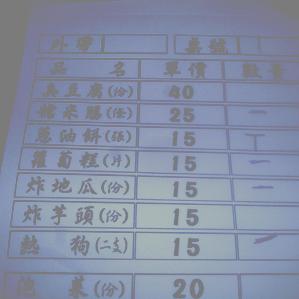 外帶 桌號
品名 單價 數量
臭豆腐(份) 40
糯米腸(條) 25 一
蔥油餅(張) 15 丅
蘿蔔糕(片) 15 一
炸地瓜(份) 15 一
炸芋頭(份) 15
熱狗(二支) 15 一
泡菜(份) 20